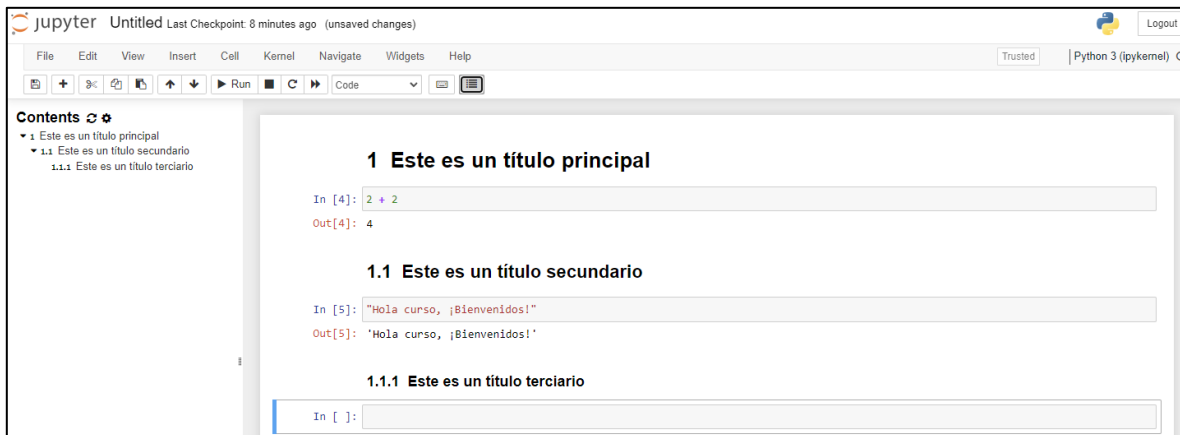 jupyter Untitled Last Checkpoint: 8 minutes ago (unsaved changes)
Logout
File Edit View Insert Cell Kernel Navigate Widgets Help
Trusted Python 3 (ipykernel)
Run Code
Contents
1 Este es un título principal
1.1 Este es un título secundario
1.1.1 Este es un título terciario
1 Este es un título principal
In [4]: 2 + 2
Out[4]: 4
1.1 Este es un título secundario
In [5]: "Hola curso, ¡Bienvenidos!"
Out[5]: 'Hola curso, ¡Bienvenidos!'
1.1.1 Este es un título terciario
In [ ]: